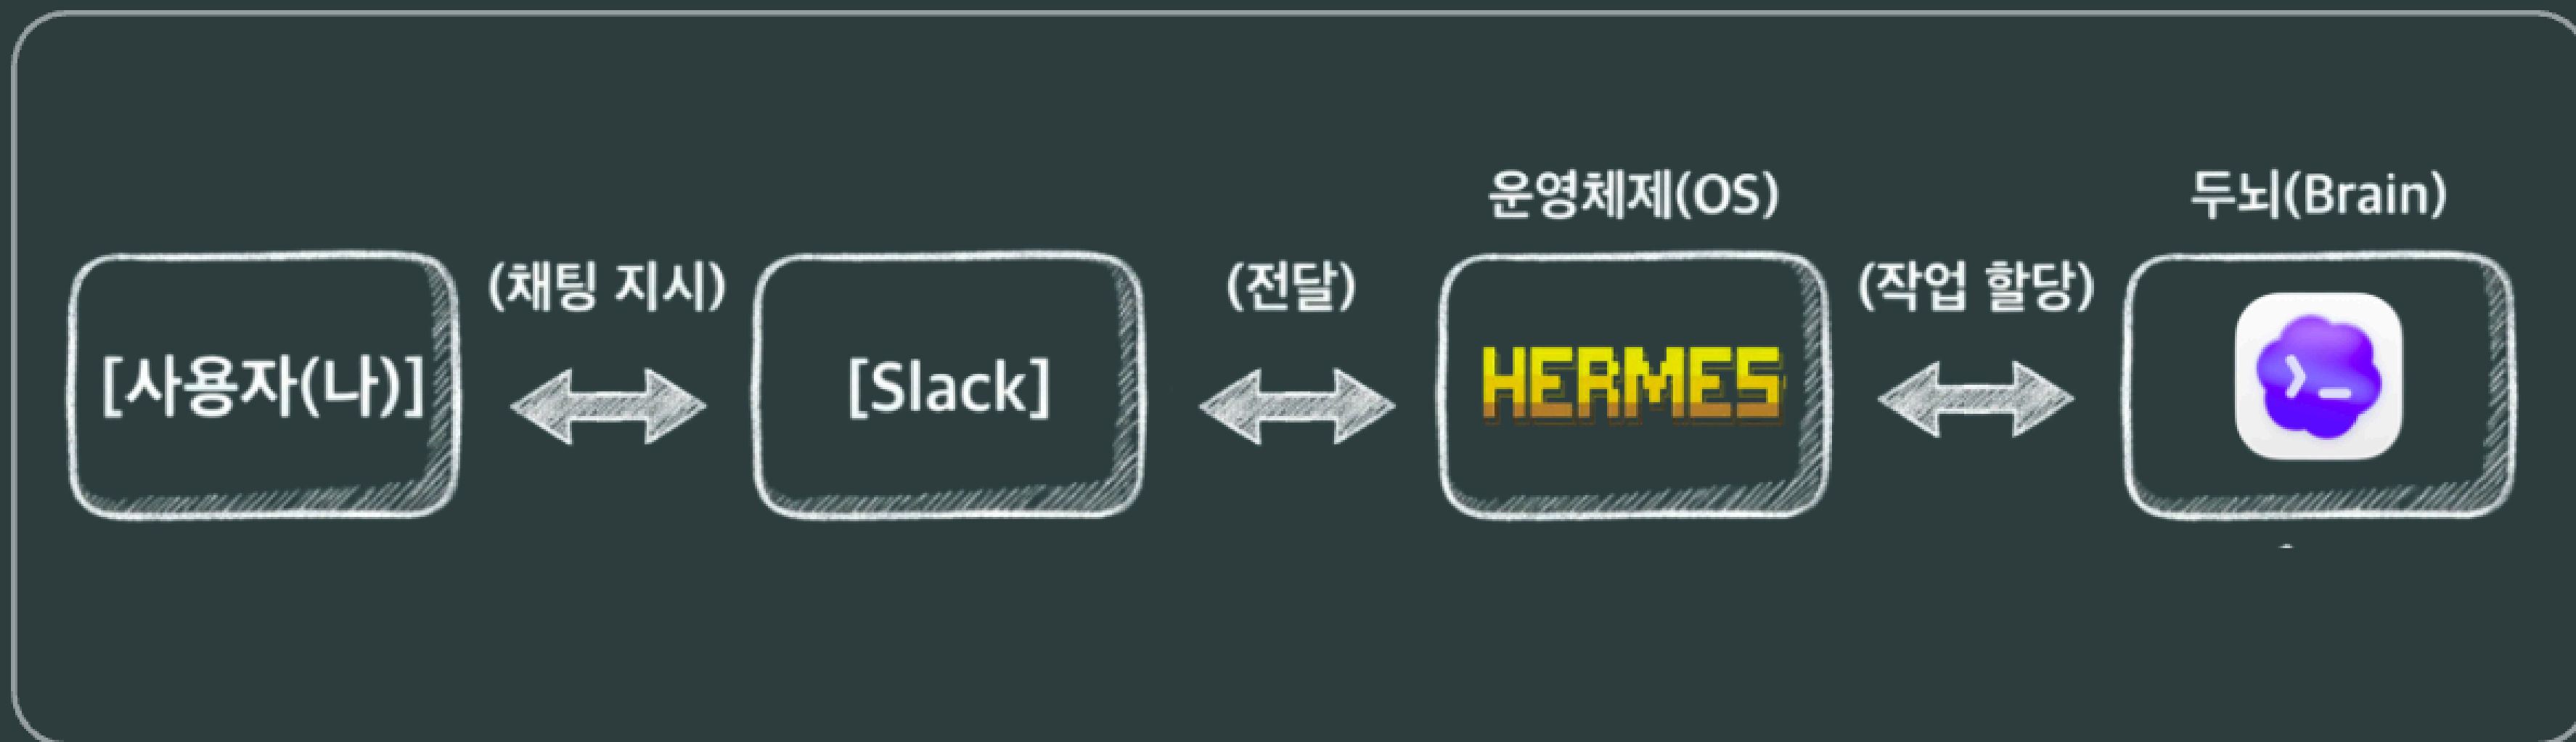 운영체제(OS)
두뇌(Brain)
(채팅 지시)
(전달)
(작업 할당)
[사용자(나)]
[Slack]
HERMES
>_